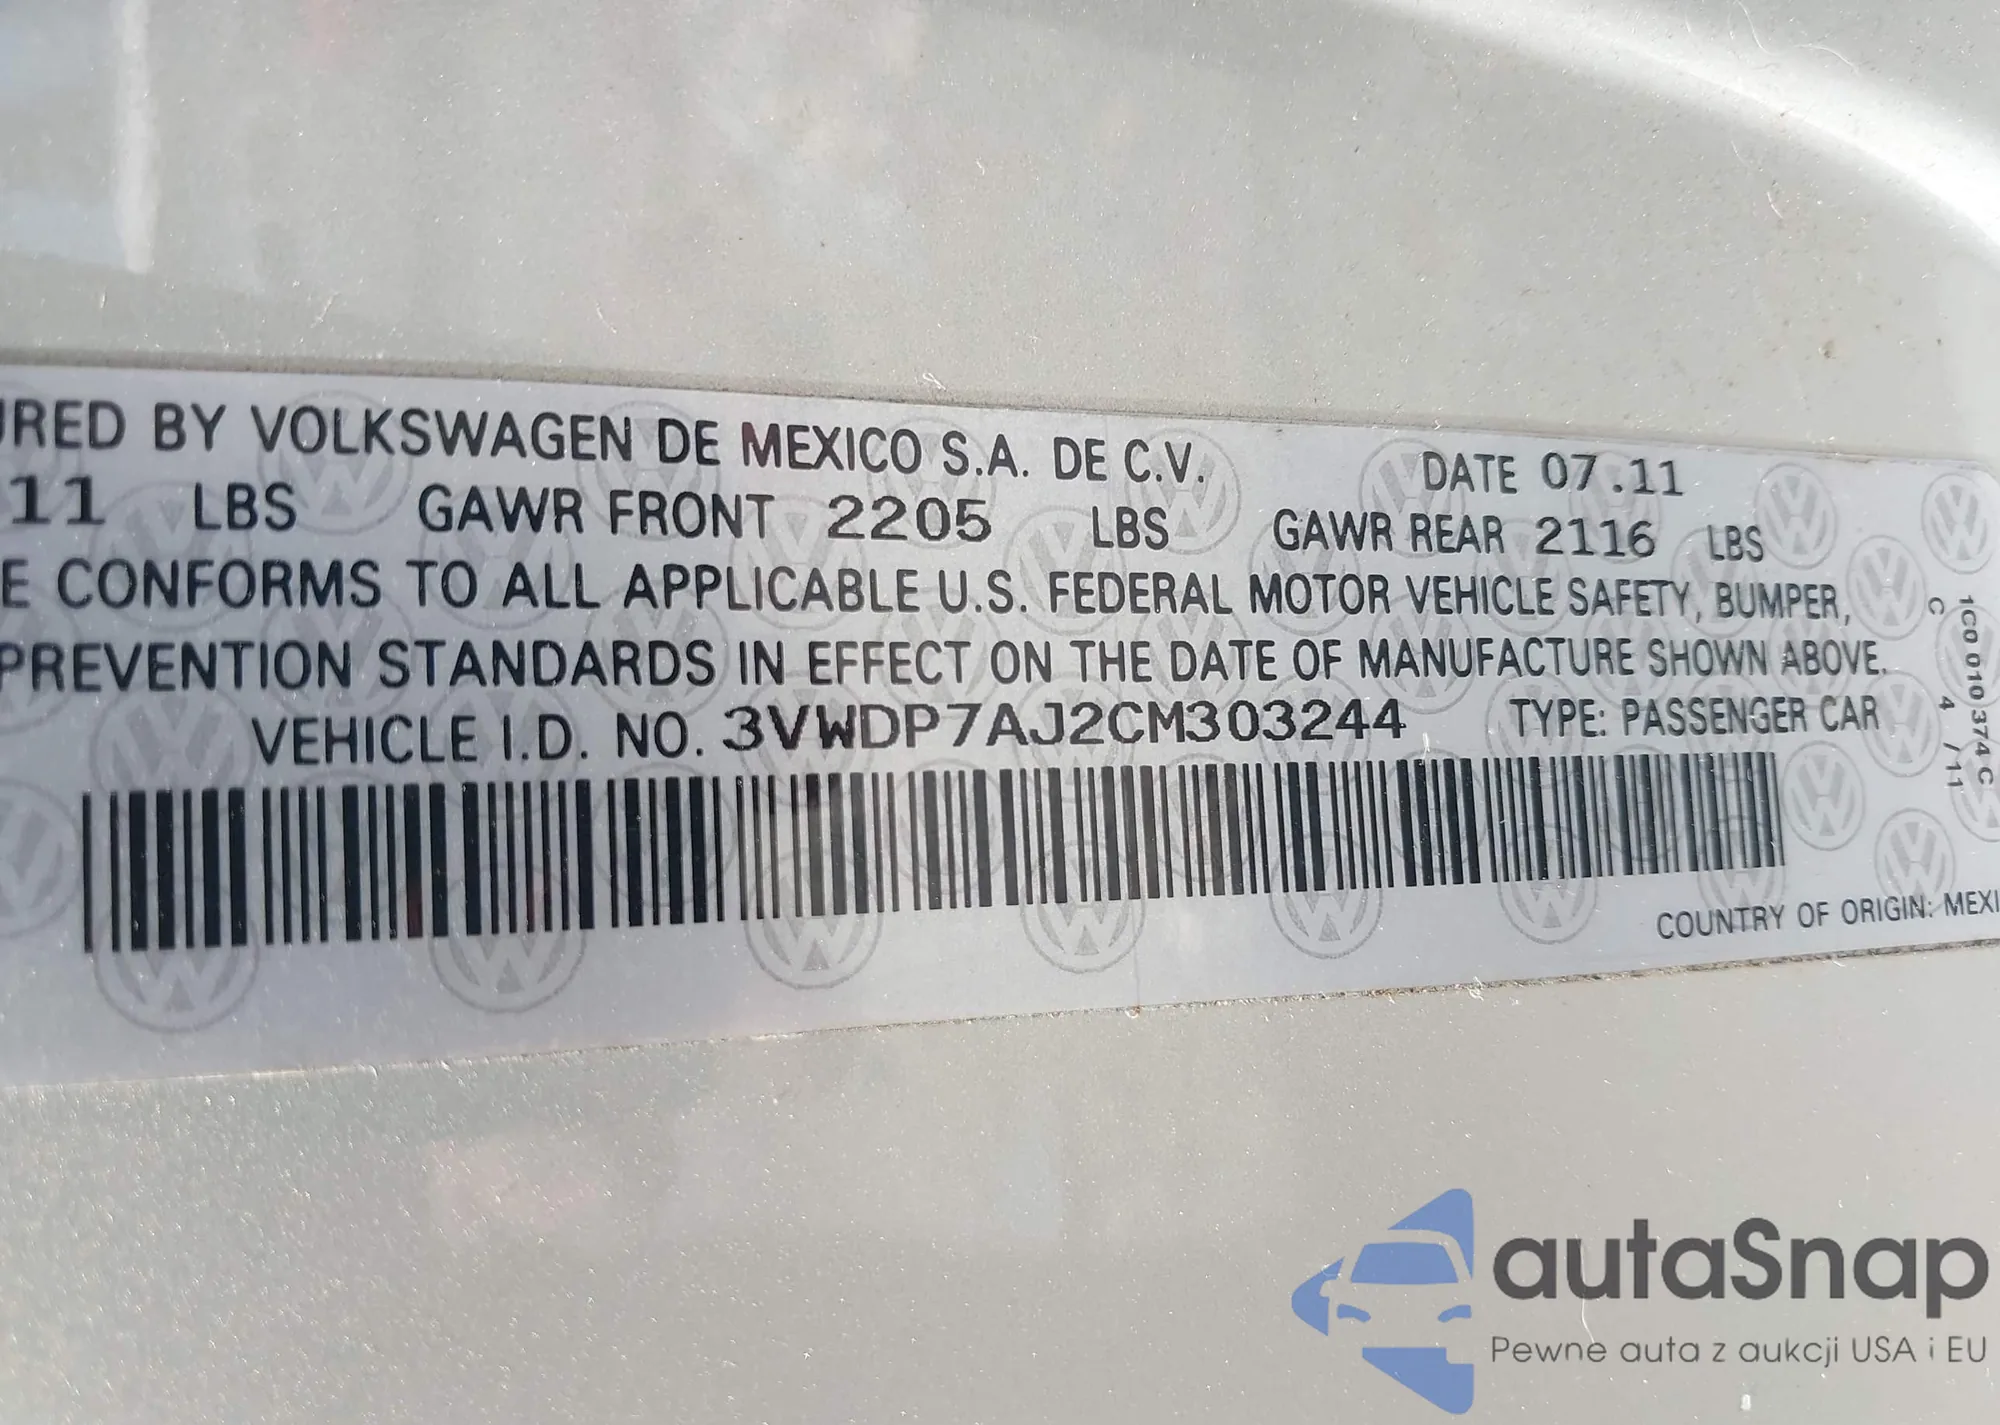 URED BY VOLKSWAGEN DE MEXICO S.A. DE C.V. DATE 07.11
11 LBS GAWR FRONT 2205 LBS GAWR REAR 2116 LBS
E CONFORMS TO ALL APPLICABLE U.S. FEDERAL MOTOR VEHICLE SAFETY, BUMPER,
PREVENTION STANDARDS IN EFFECT ON THE DATE OF MANUFACTURE SHOWN ABOVE.
VEHICLE I.D. NO. 3VWDP7AJ2CM303244 TYPE: PASSENGER CAR
COUNTRY OF ORIGIN: MEXI
1C0 010 374 C
C 4 /11
autaSnap
Pewne auta z aukcji USA i EU